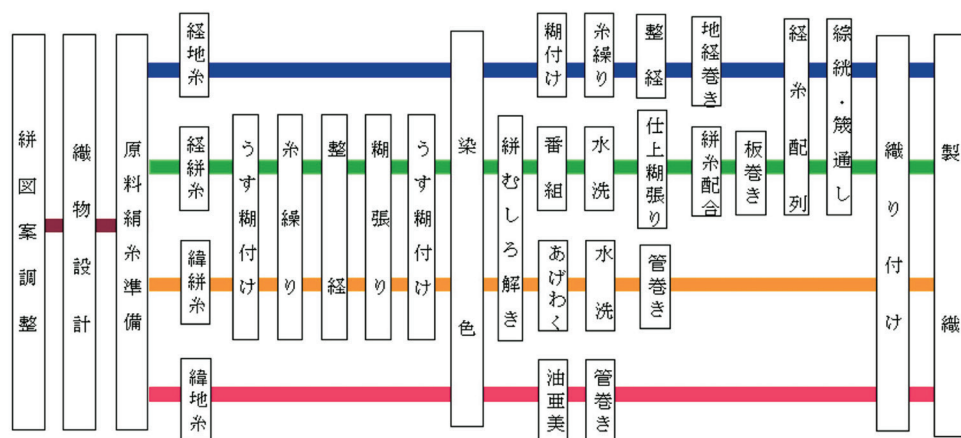 絣図案調整
織物設計
原料絹糸準備
経地糸
経絣糸
緯絣糸
緯地糸
うす糊付け
糸繰り
整経
糊張り
うす糊付け
染色
絣むしろ解き
糊付け
糸繰り
整経
地経巻き
番組
水洗
仕上糊張り
絣糸配合
板巻き
あげわく
水洗
管巻き
油亜美
管巻き
経糸配列
綜絖・筬通し
織り付け
製織